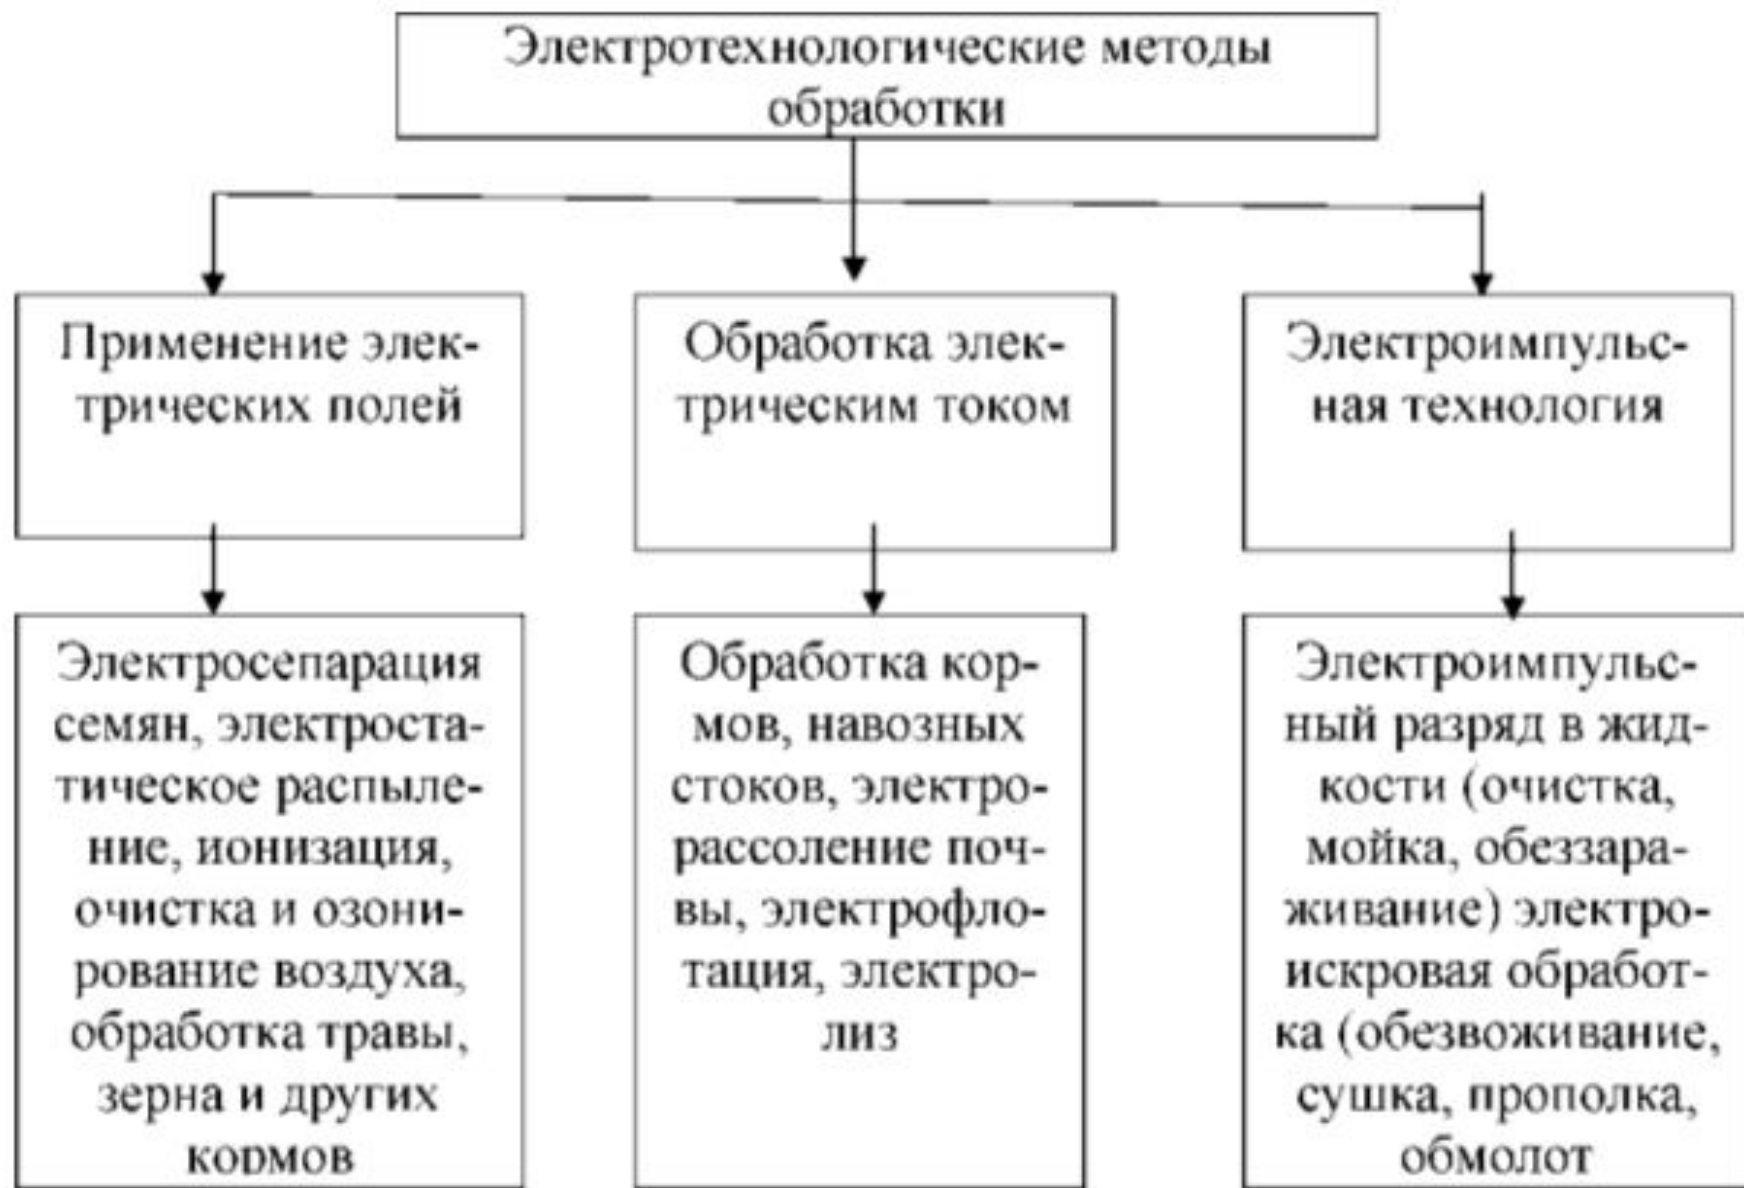 Электротехнологические методы
обработки
Применение элек-
трических полей
Обработка элек-
трическим током
Электроимпульс-
ная технология
Электросепарация
семян, электроста-
тическое распыле-
ние, ионизация,
очистка и озони-
рование воздуха,
обработка травы,
зерна и других
кормов
Обработка кор-
мов, навозных
стоков, электро-
рассоление поч-
вы, электрофло-
тация, электро-
лиз
Электроимпульс-
ный разряд в жид-
кости (очистка,
мойка, обеззара-
живание) электро-
искровая обработ-
ка (обезвоживание,
сушка, прополка,
обмолот